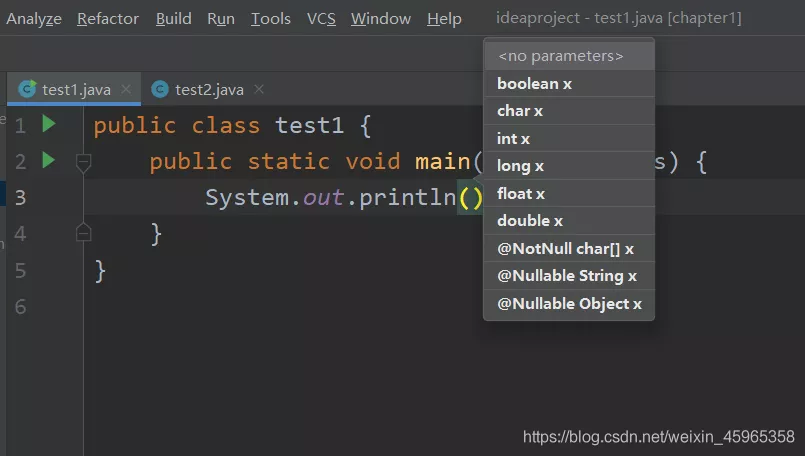 Analyze Refactor Build Run Tools VCS Window Help ideaproject - test1.java [chapter1]
test1.java × test2.java ×
<no parameters>
boolean x
char x
int x
long x
float x
double x
@NotNull char[] x
@Nullable String x
@Nullable Object x
1 public class test1 {
2 public static void main( s) {
3 System.out.println()
4 }
5 }
6
https://blog.csdn.net/weixin_45965358